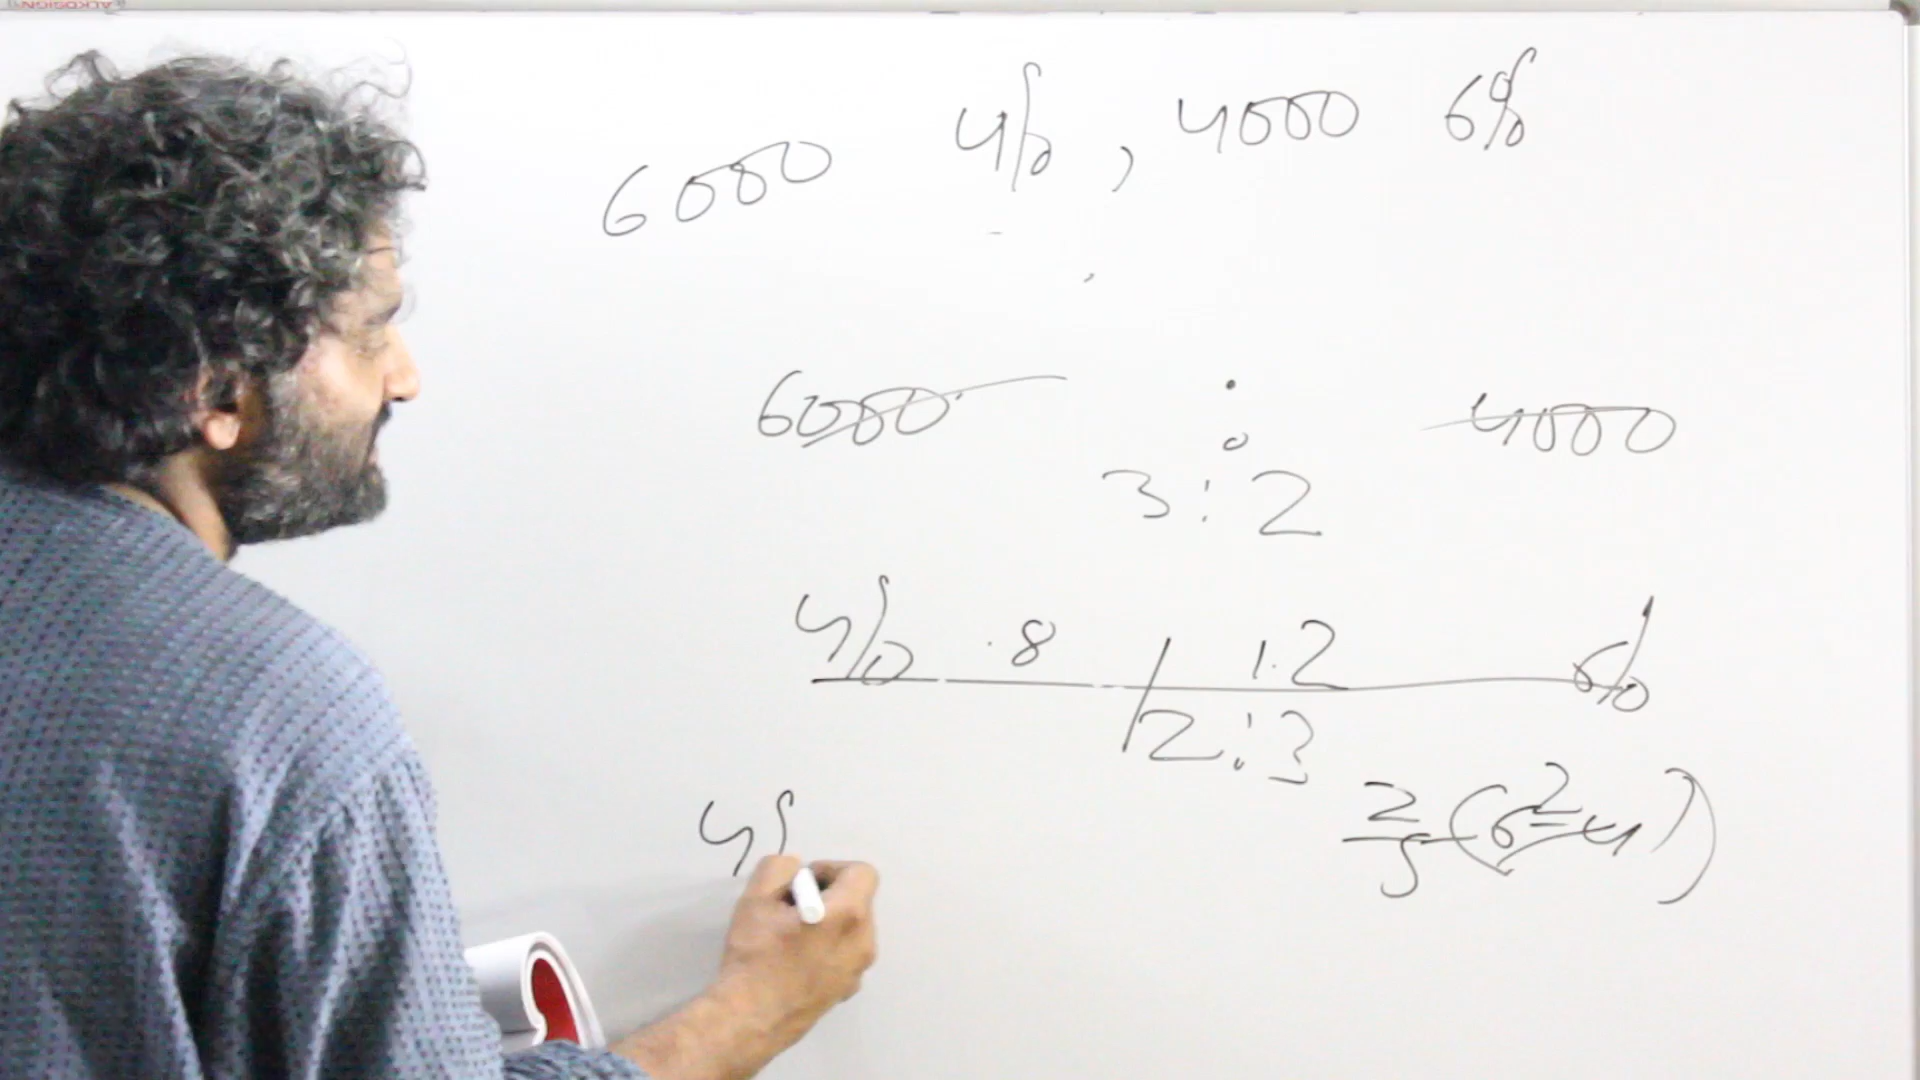 6000 4%, 4000 6%
6000 : 4000
3 : 2
4% .8 1.2 6%
2 : 3
2/5 (6-4) 2
4%